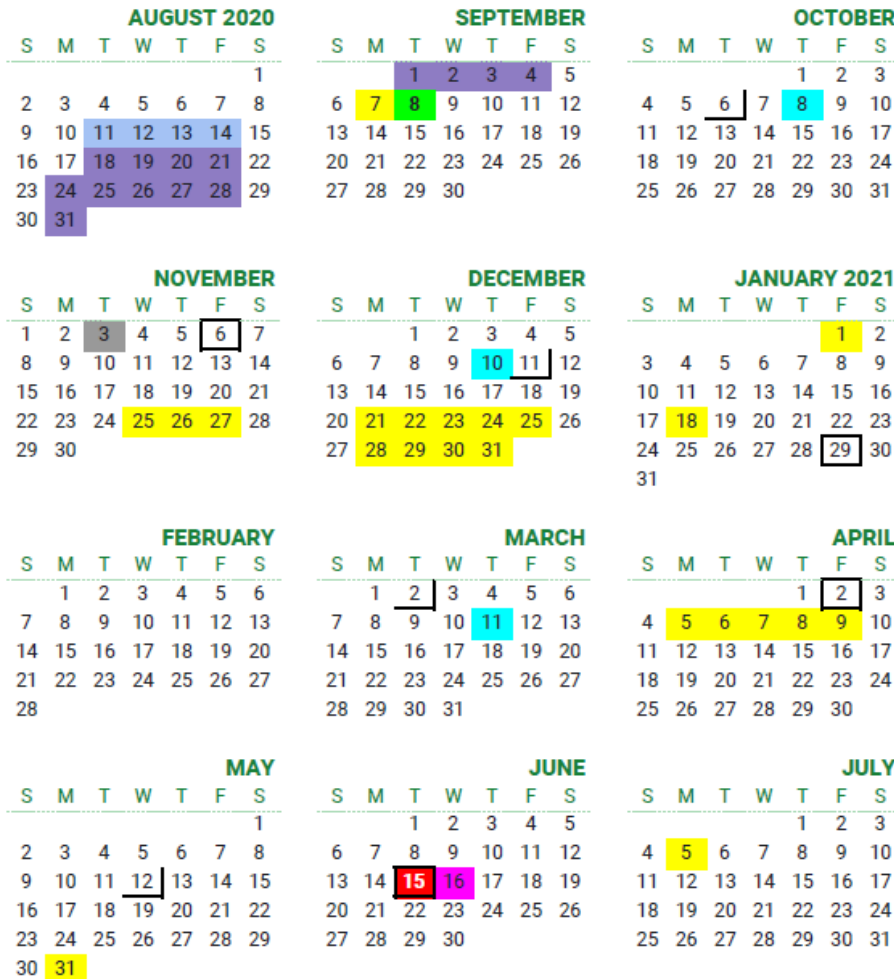 AUGUST 2020
S M T W T F S
1
2 3 4 5 6 7 8
9 10 11 12 13 14 15
16 17 18 19 20 21 22
23 24 25 26 27 28 29
30 31
SEPTEMBER
S M T W T F S
1 2 3 4 5
6 7 8 9 10 11 12
13 14 15 16 17 18 19
20 21 22 23 24 25 26
27 28 29 30
OCTOBER
S M T W T F S
1 2 3
4 5 6 7 8 9 10
11 12 13 14 15 16 17
18 19 20 21 22 23 24
25 26 27 28 29 30 31
NOVEMBER
S M T W T F S
1 2 3 4 5 6 7
8 9 10 11 12 13 14
15 16 17 18 19 20 21
22 23 24 25 26 27 28
29 30
DECEMBER
S M T W T F S
1 2 3 4 5
6 7 8 9 10 11 12
13 14 15 16 17 18 19
20 21 22 23 24 25 26
27 28 29 30 31
JANUARY 2021
S M T W T F S
1 2
3 4 5 6 7 8 9
10 11 12 13 14 15 16
17 18 19 20 21 22 23
24 25 26 27 28 29 30
31
FEBRUARY
S M T W T F S
1 2 3 4 5 6
7 8 9 10 11 12 13
14 15 16 17 18 19 20
21 22 23 24 25 26 27
28
MARCH
S M T W T F S
1 2 3 4 5 6
7 8 9 10 11 12 13
14 15 16 17 18 19 20
21 22 23 24 25 26 27
28 29 30 31
APRIL
S M T W T F S
1 2 3
4 5 6 7 8 9 10
11 12 13 14 15 16 17
18 19 20 21 22 23 24
25 26 27 28 29 30
MAY
S M T W T F S
1
2 3 4 5 6 7 8
9 10 11 12 13 14 15
16 17 18 19 20 21 22
23 24 25 26 27 28 29
30 31
JUNE
S M T W T F S
1 2 3 4 5
6 7 8 9 10 11 12
13 14 15 16 17 18 19
20 21 22 23 24 25 26
27 28 29 30
JULY
S M T W T F S
1 2 3
4 5 6 7 8 9 10
11 12 13 14 15 16 17
18 19 20 21 22 23 24
25 26 27 28 29 30 31